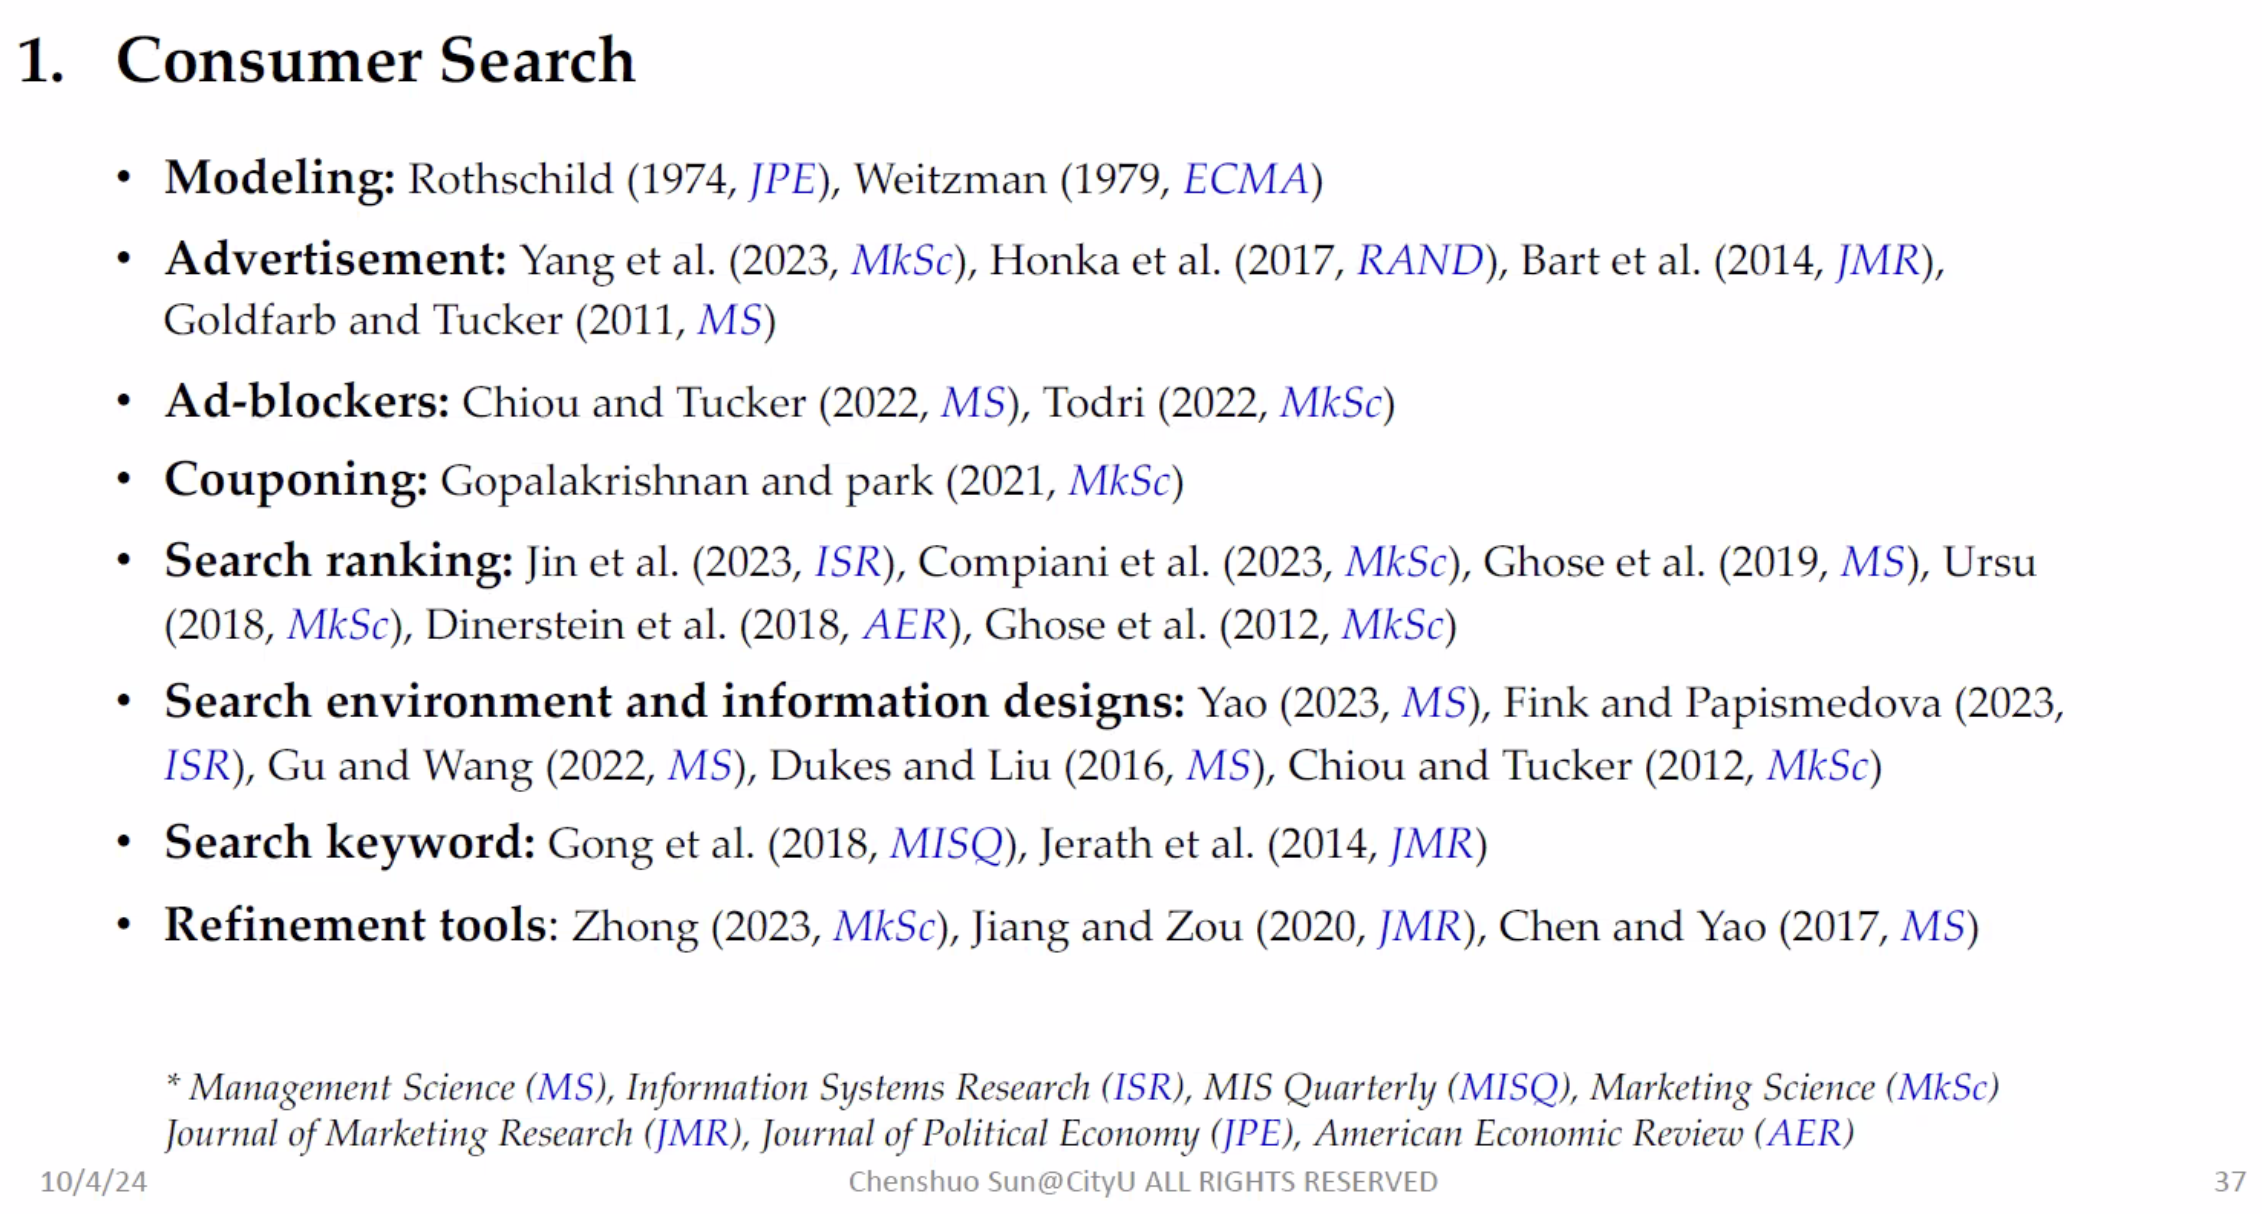 1. Consumer Search
• Modeling: Rothschild (1974, JPE), Weitzman (1979, ECMA)
• Advertisement: Yang et al. (2023, MkSc), Honka et al. (2017, RAND), Bart et al. (2014, JMR),
Goldfarb and Tucker (2011, MS)
• Ad-blockers: Chiou and Tucker (2022, MS), Todri (2022, MkSc)
• Couponing: Gopalakrishnan and park (2021, MkSc)
• Search ranking: Jin et al. (2023, ISR), Compiani et al. (2023, MkSc), Ghose et al. (2019, MS), Ursu
(2018, MkSc), Dinerstein et al. (2018, AER), Ghose et al. (2012, MkSc)
• Search environment and information designs: Yao (2023, MS), Fink and Papismedova (2023,
ISR), Gu and Wang (2022, MS), Dukes and Liu (2016, MS), Chiou and Tucker (2012, MkSc)
• Search keyword: Gong et al. (2018, MISQ), Jerath et al. (2014, JMR)
• Refinement tools: Zhong (2023, MkSc), Jiang and Zou (2020, JMR), Chen and Yao (2017, MS)
* Management Science (MS), Information Systems Research (ISR), MIS Quarterly (MISQ), Marketing Science (MkSc)
Journal of Marketing Research (JMR), Journal of Political Economy (JPE), American Economic Review (AER)
10/4/24 Chenshuo Sun@CityU ALL RIGHTS RESERVED 37